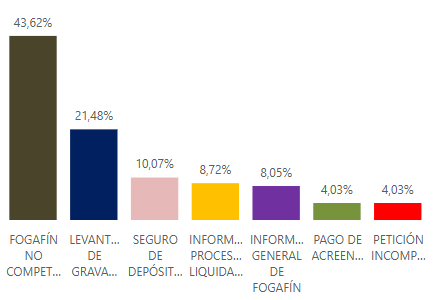 43,62%
21,48%
10,07%
8,72%
8,05%
4,03%
4,03%
FOGAFÍN
NO
COMPET...
LEVANT...
DE
GRAVA...
SEGURO
DE
DEPÓSIT...
INFORM...
PROCES...
LIQUIDA...
INFORM...
GENERAL
DE
FOGAFÍN
PAGO DE
ACREEN...
PETICIÓN
INCOMP...